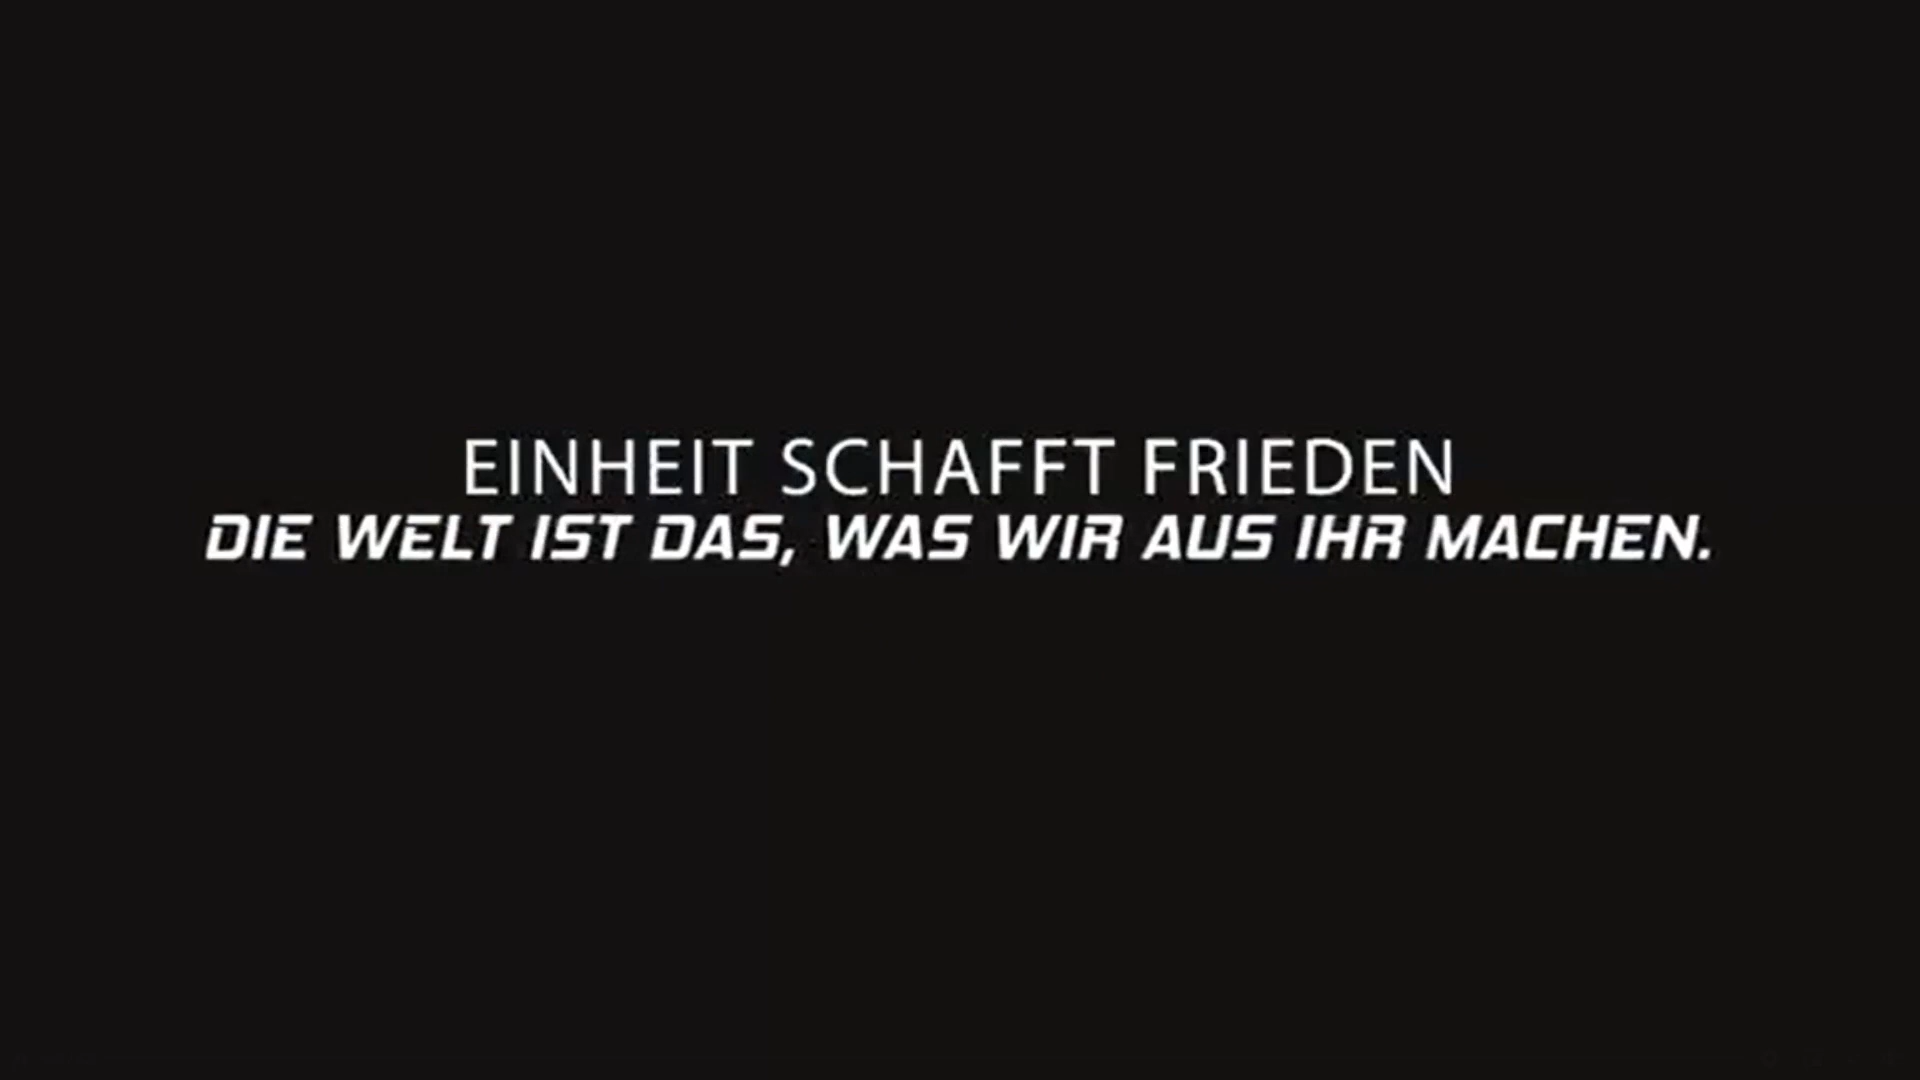 EINHEIT SCHAFFT FRIEDEN
DIE WELT IST DAS, WAS WIR AUS IHR MACHEN.